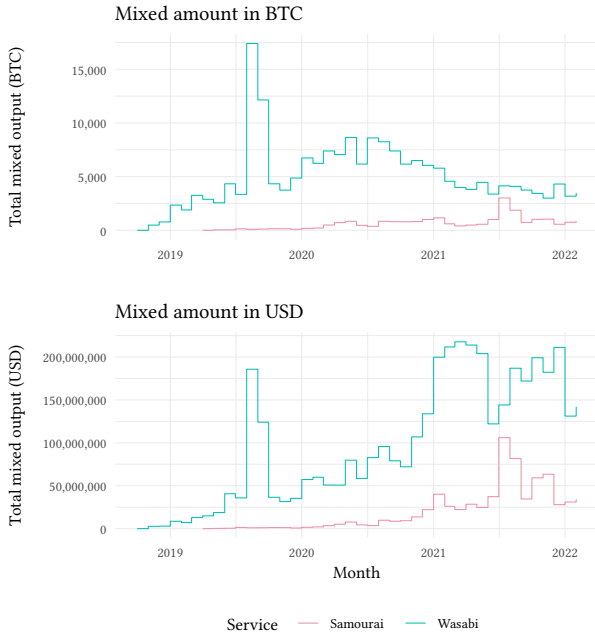 Mixed amount in BTC
Total mixed output (BTC)
15,000
10,000
5,000
0
2019 2020 2021 2022
Mixed amount in USD
Total mixed output (USD)
200,000,000
150,000,000
100,000,000
50,000,000
0
2019 2020 2021 2022
Month
Service Samourai Wasabi